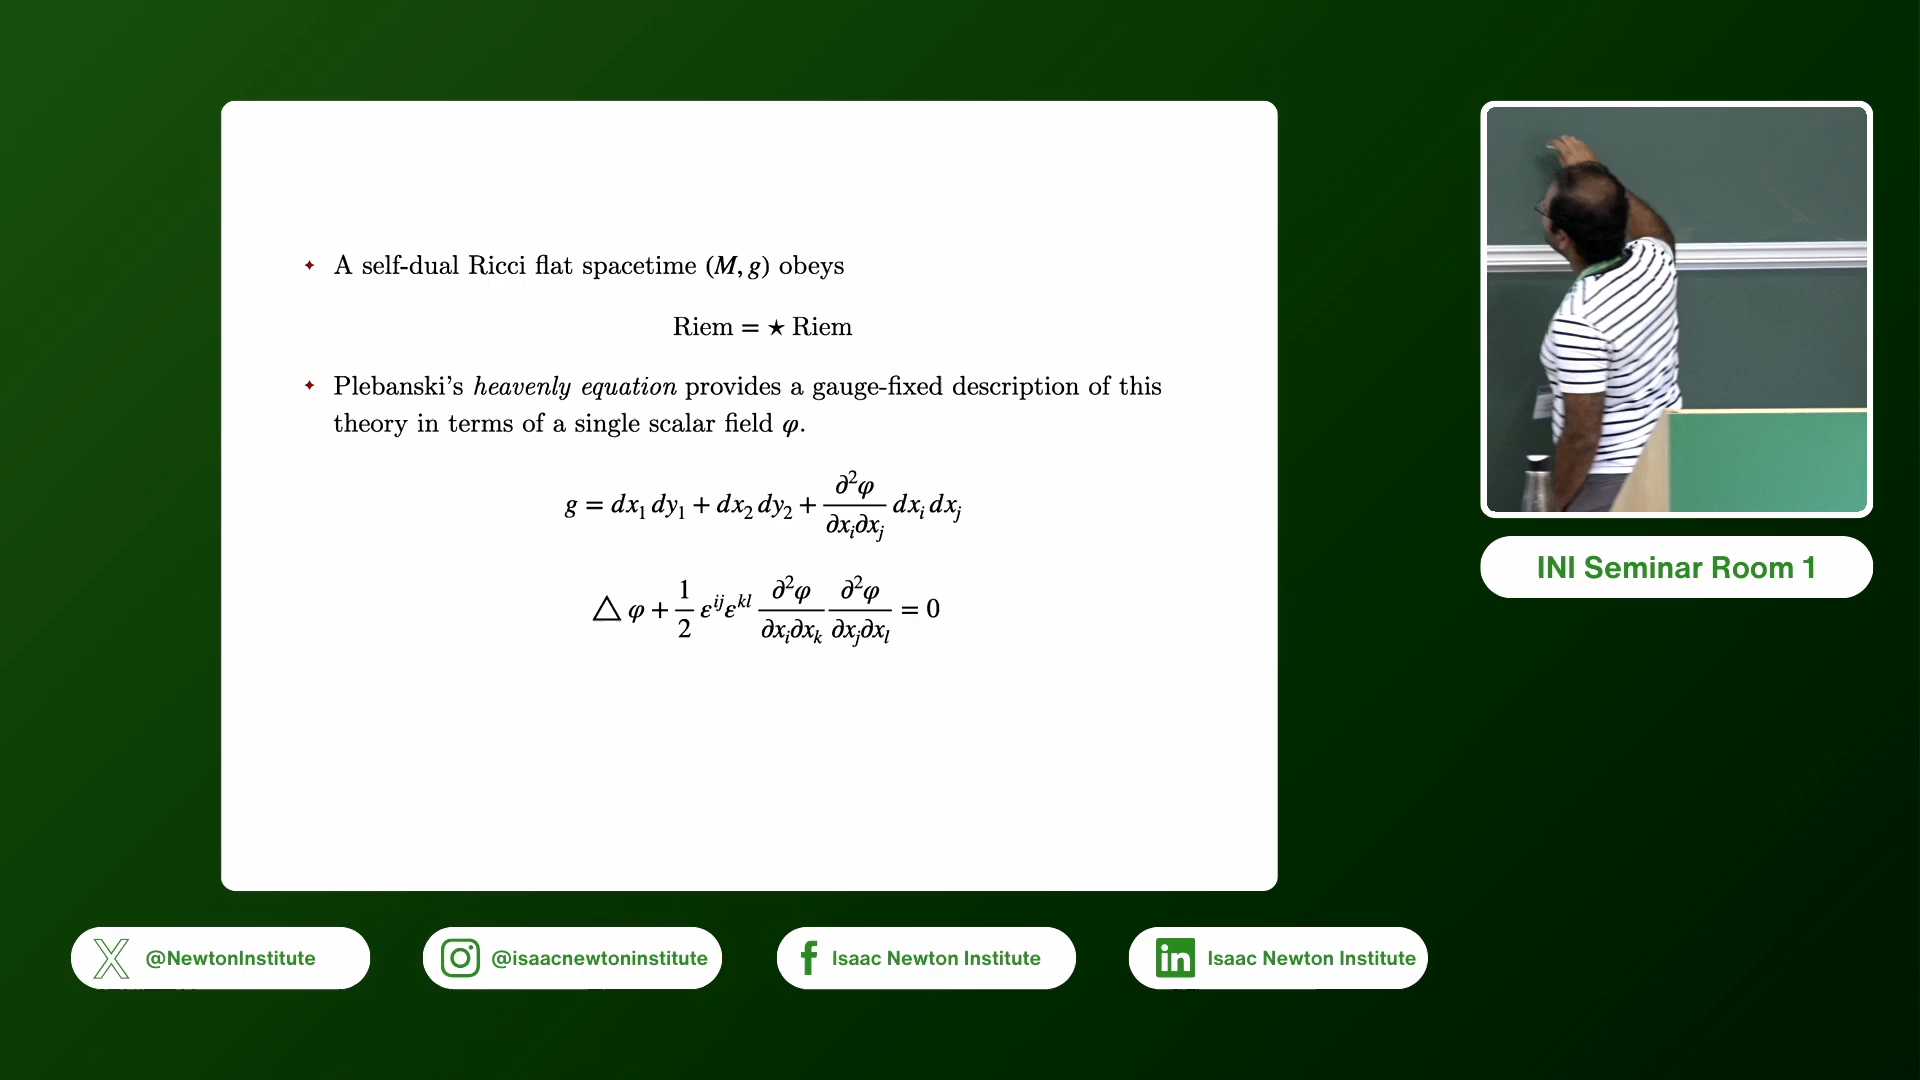 A self-dual Ricci flat spacetime (M, g) obeys
Riem = ⋆ Riem
Plebanski's heavenly equation provides a gauge-fixed description of this
theory in terms of a single scalar field φ.
g = dx₁ dy₁ + dx₂ dy₂ + ∂²φ/∂xᵢ∂xⱼ dxᵢ dxⱼ
△ φ + 1/2 εⁱʲεᵏˡ ∂²φ/∂xᵢ∂xₖ ∂²φ/∂xⱼ∂xₗ = 0
INI Seminar Room 1
@NewtonInstitute
@isaacnewtoninstitute
Isaac Newton Institute
Isaac Newton Institute